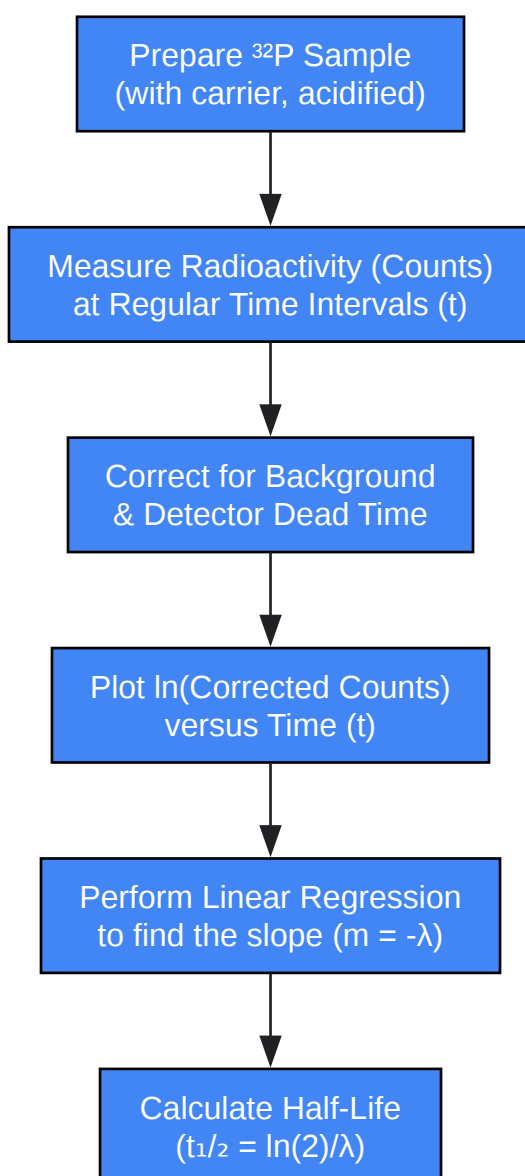 Prepare ³²P Sample
(with carrier, acidified)
Measure Radioactivity (Counts)
at Regular Time Intervals (t)
Correct for Background
& Detector Dead Time
Plot ln(Corrected Counts)
versus Time (t)
Perform Linear Regression
to find the slope (m = -λ)
Calculate Half-Life
(t₁/₂ = ln(2)/λ)